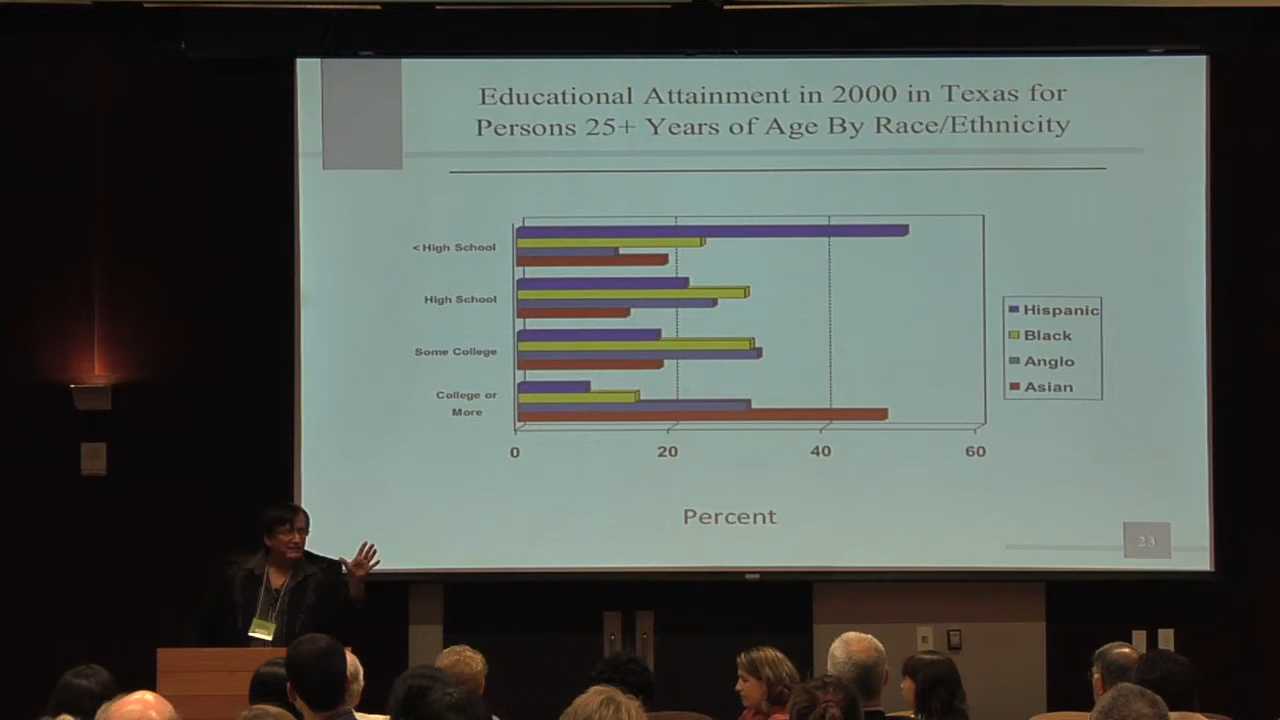 Educational Attainment in 2000 in Texas for
Persons 25+ Years of Age By Race/Ethnicity
< High School
High School
Some College
College or
More
0 20 40 60
Percent
Hispanic
Black
Anglo
Asian
23